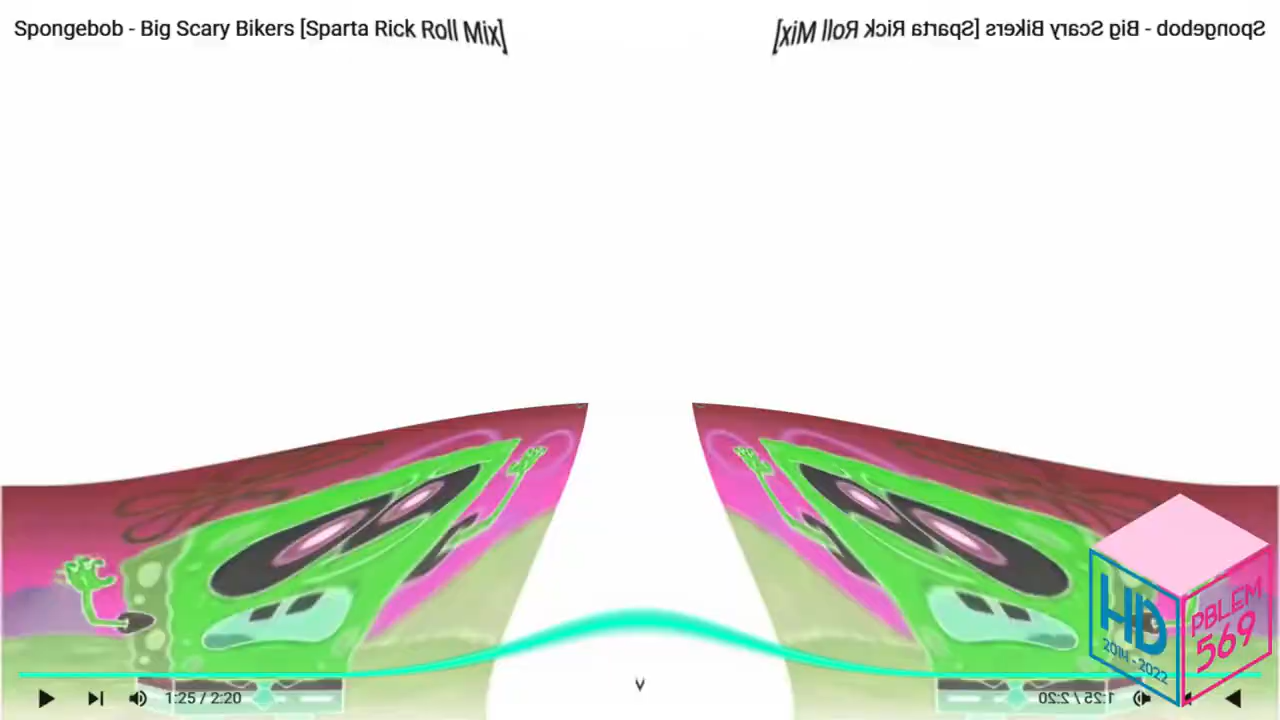 Spongebob - Big Scary Bikers [Sparta Rick Roll Mix]
Spongebob - Big Scary Bikers [Sparta Rick Roll Mix]
HD
2014 - 2022
PBLEM
569
1:25 / 2:20
1:25 / 2:20